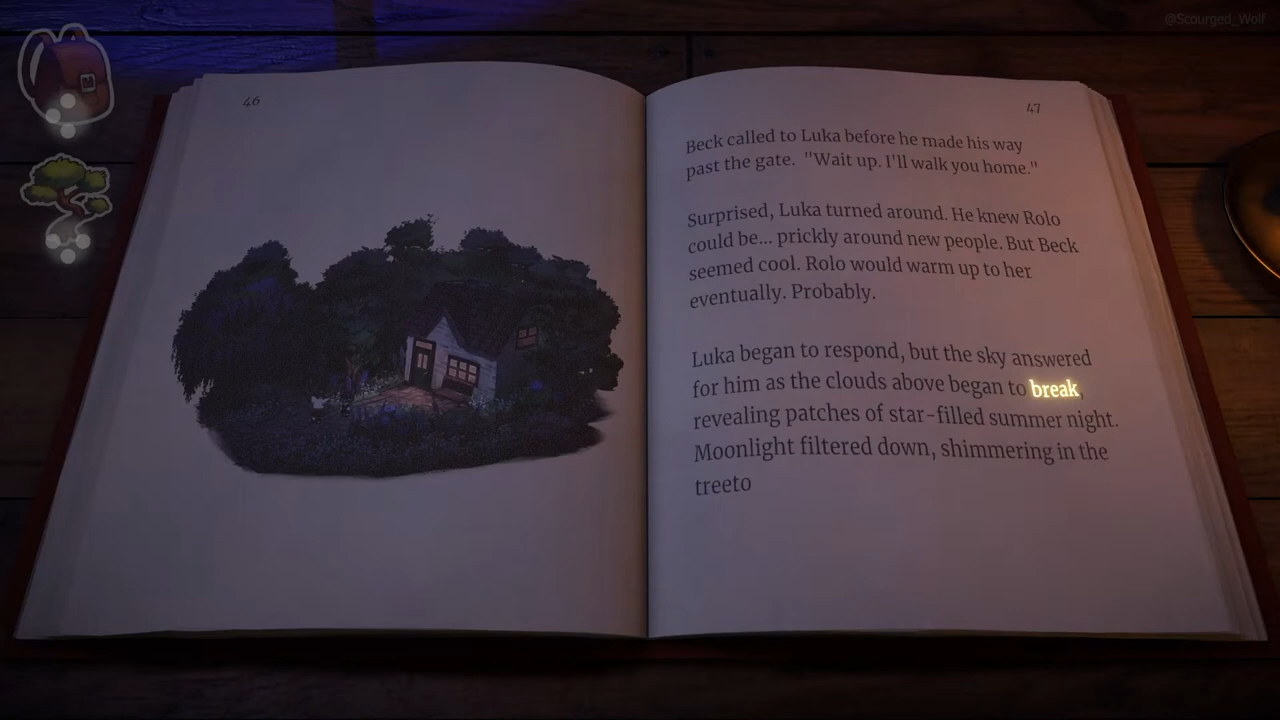 @Scourged_Wolf
46
47
Beck called to Luka before he made his way
past the gate. "Wait up. I'll walk you home."
Surprised, Luka turned around. He knew Rolo
could be... prickly around new people. But Beck
seemed cool. Rolo would warm up to her
eventually. Probably.
Luka began to respond, but the sky answered
for him as the clouds above began to break,
revealing patches of star-filled summer night.
Moonlight filtered down, shimmering in the
treeto